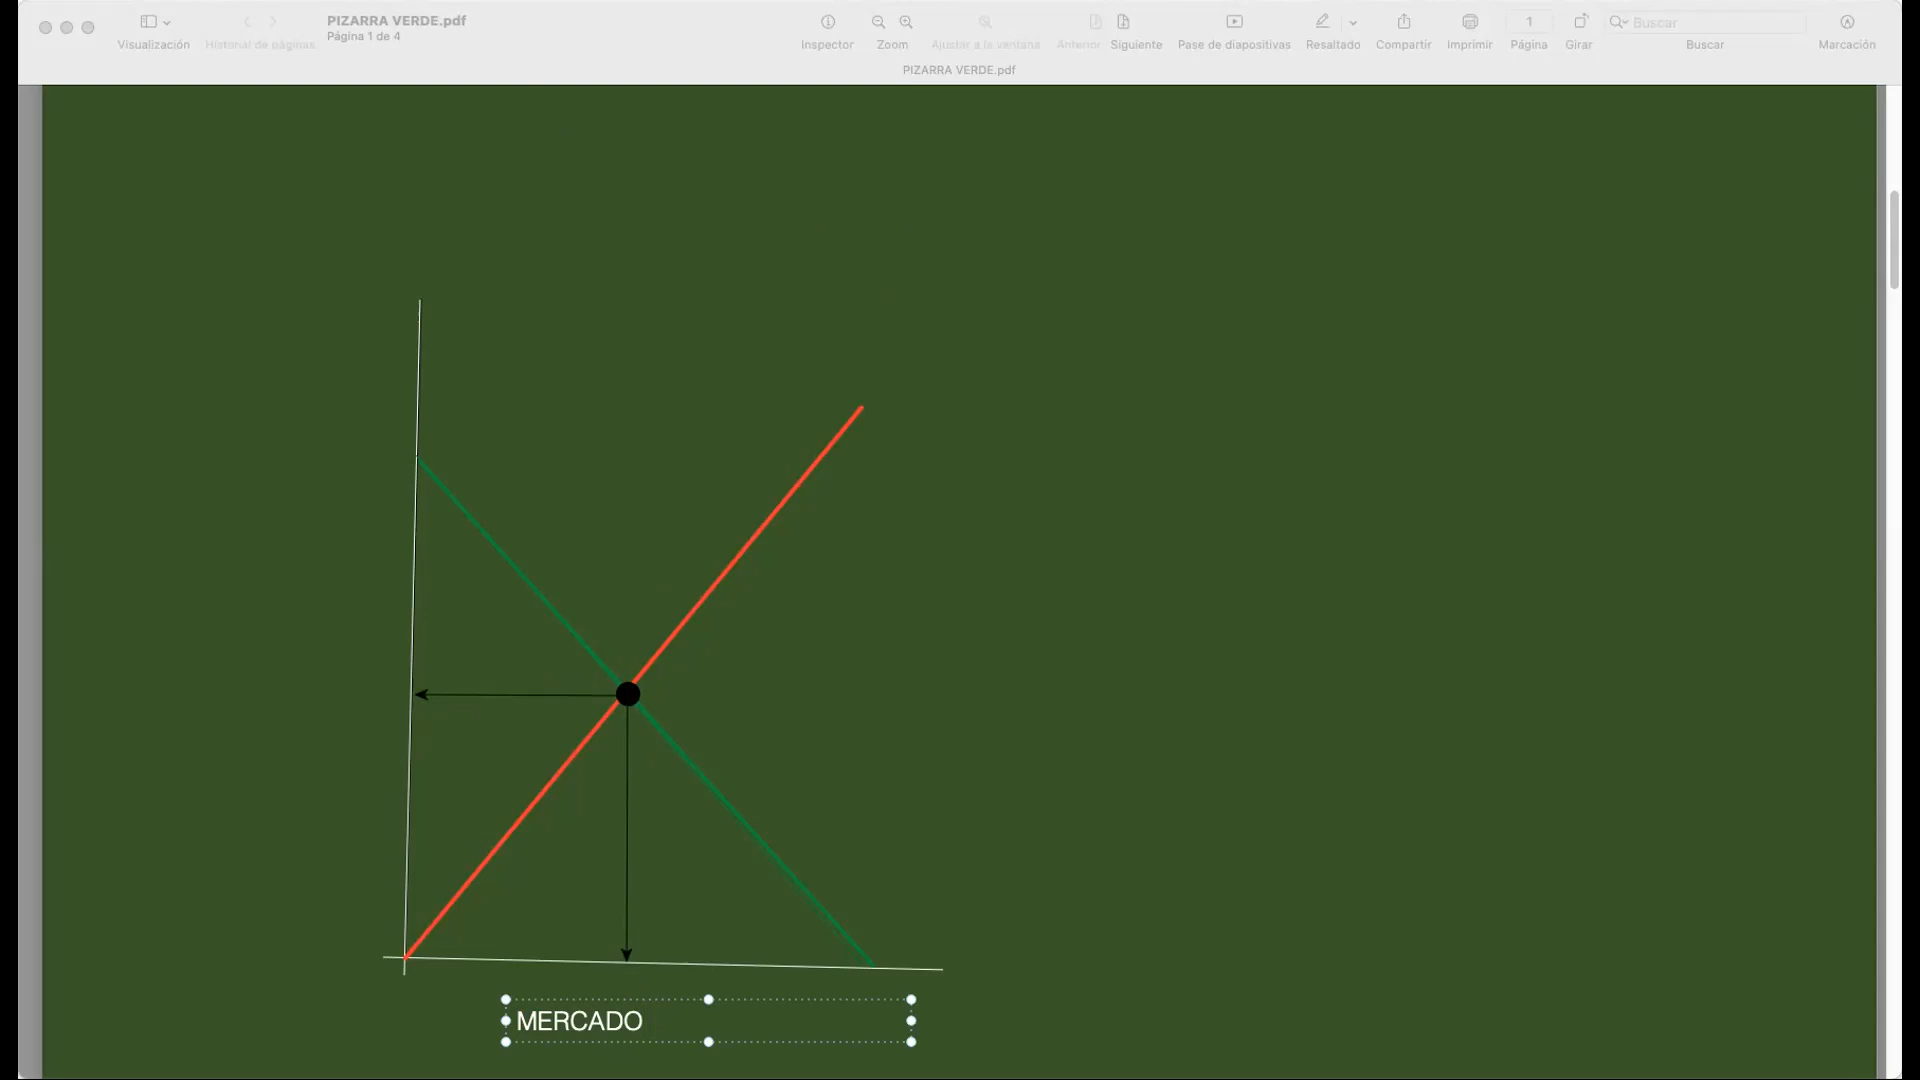 PIZARRA VERDE.pdf
Página 1 de 4
Visualización
Historial de páginas
Inspector
Zoom
Ajustar a la ventana
Anterior
Siguiente
Pase de diapositivas
Resaltado
Compartir
Imprimir
1
Página
Girar
Buscar
Buscar
Marcación
PIZARRA VERDE.pdf
MERCADO